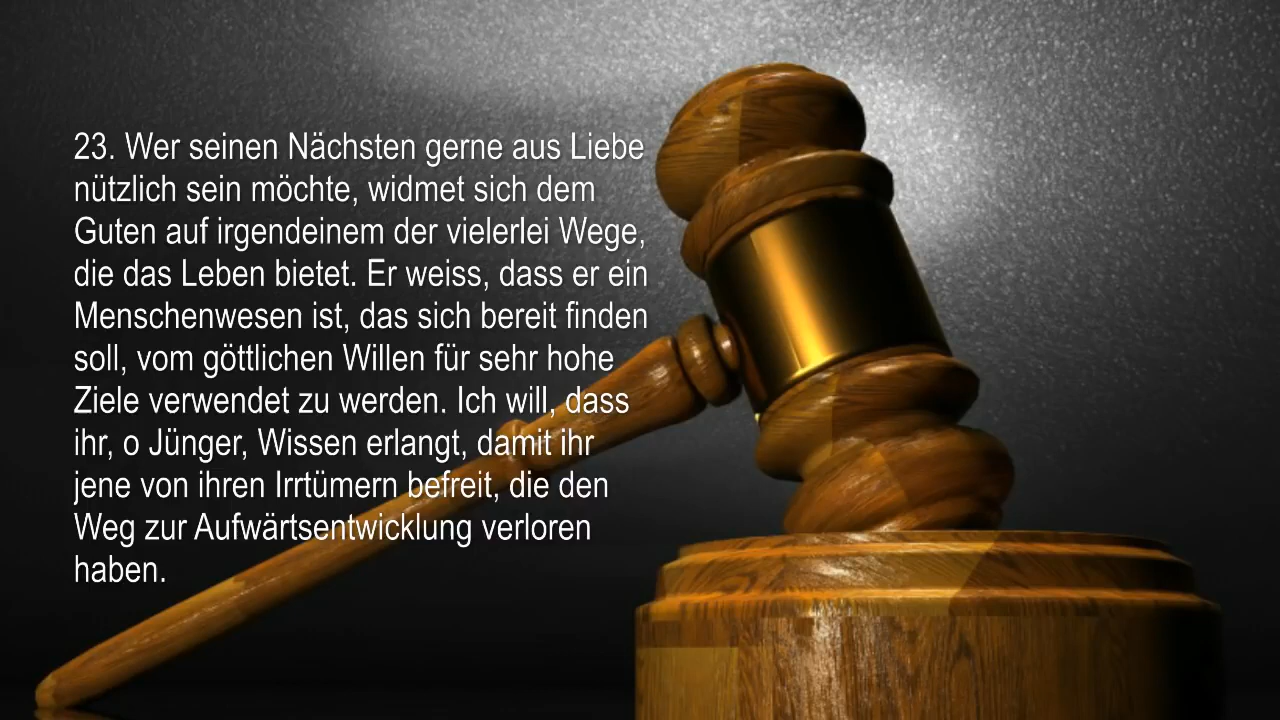 23. Wer seinen Nächsten gerne aus Liebe
nützlich sein möchte, widmet sich dem
Guten auf irgendeinem der vielerlei Wege,
die das Leben bietet. Er weiss, dass er ein
Menschenwesen ist, das sich bereit finden
soll, vom göttlichen Willen für sehr hohe
Ziele verwendet zu werden. Ich will, dass
ihr, o Jünger, Wissen erlangt, damit ihr
jene von ihren Irrtümern befreit, die den
Weg zur Aufwärtsentwicklung verloren
haben.